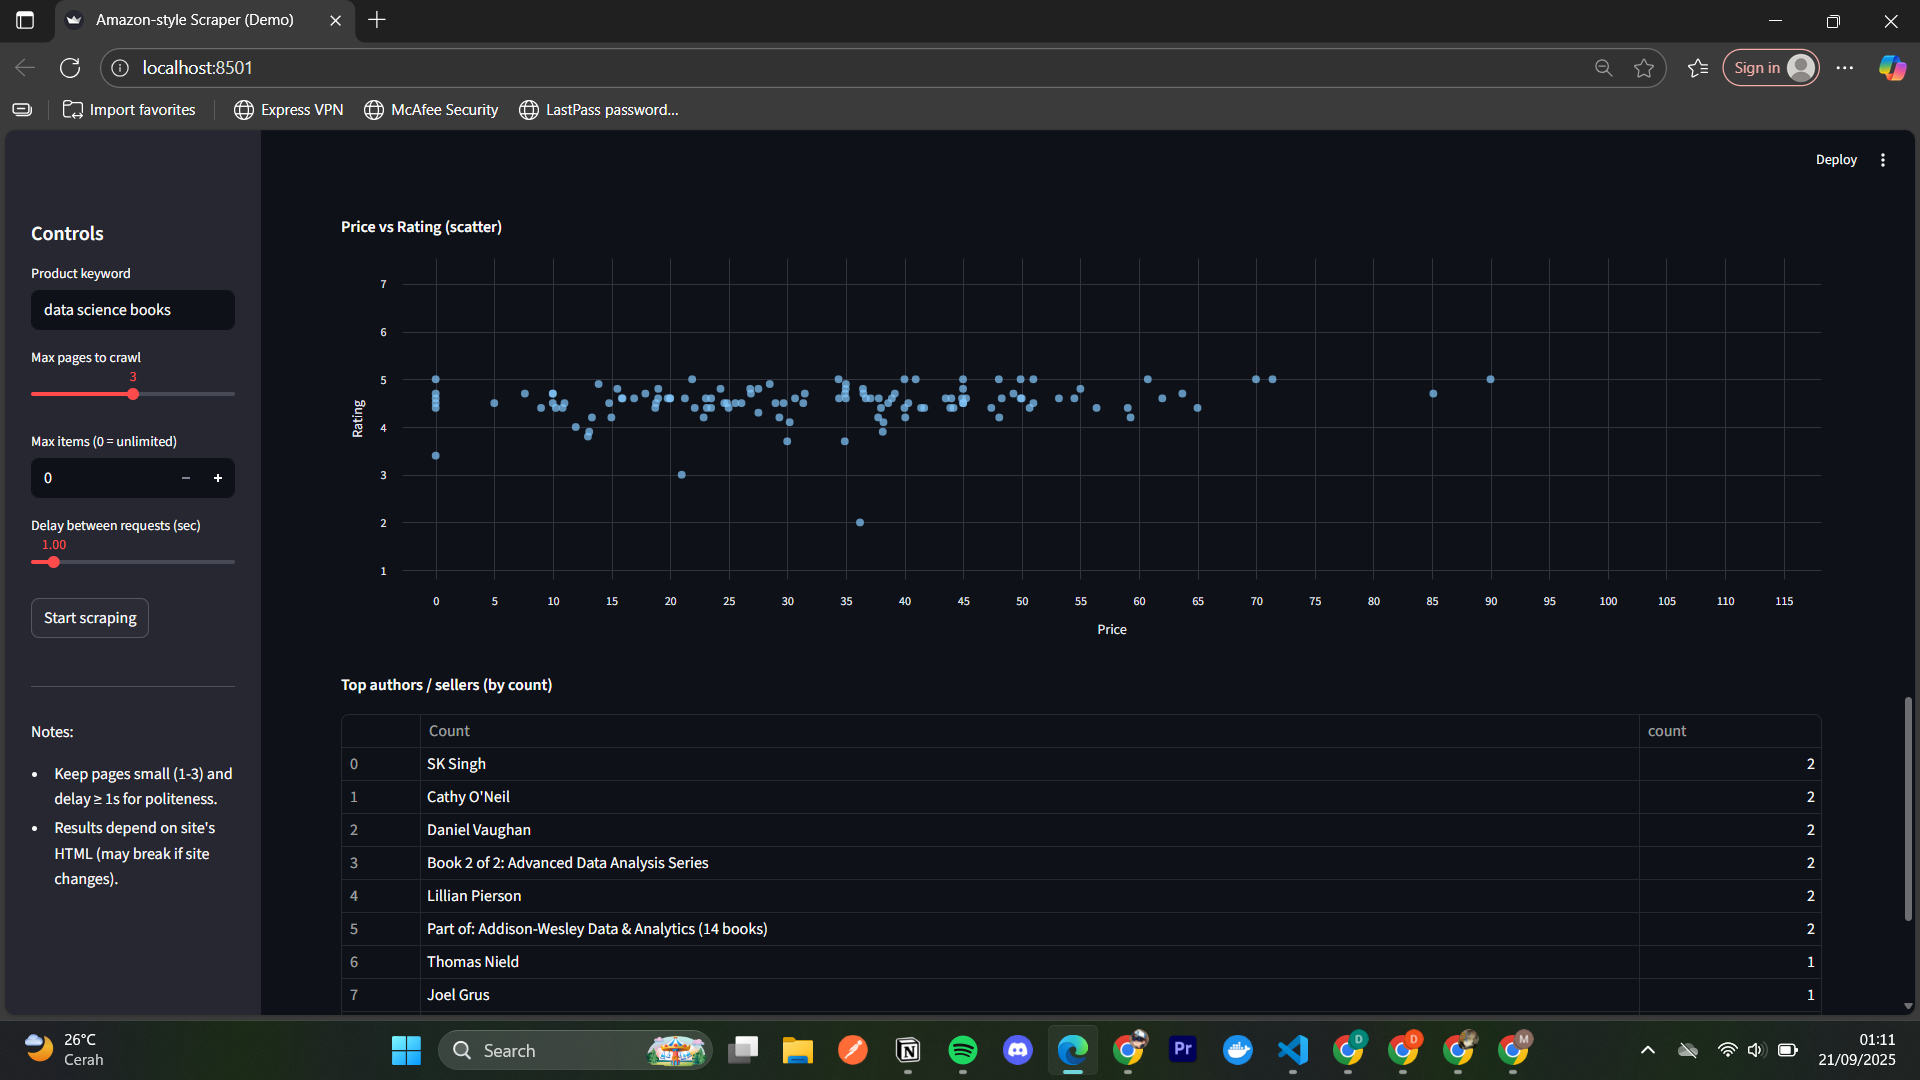 Amazon-style Scraper (Demo)
localhost:8501
Sign in
Import favorites
Express VPN
McAfee Security
LastPass password...
Deploy
Controls
Product keyword
data science books
Max pages to crawl
3
Max items (0 = unlimited)
0
Delay between requests (sec)
1.00
Start scraping
Notes:
Keep pages small (1-3) and
delay ≥ 1s for politeness.
Results depend on site's
HTML (may break if site
changes).
Price vs Rating (scatter)
7
6
5
4
3
2
1
Rating
0 5 10 15 20 25 30 35 40 45 50 55 60 65 70 75 80 85 90 95 100 105 110 115
Price
Top authors / sellers (by count)
Count count
0 SK Singh 2
1 Cathy O'Neil 2
2 Daniel Vaughan 2
3 Book 2 of 2: Advanced Data Analysis Series 2
4 Lillian Pierson 2
5 Part of: Addison-Wesley Data & Analytics (14 books) 2
6 Thomas Nield 1
7 Joel Grus 1
26°C
Cerah
Search
Pr
D
D
M
01:11
21/09/2025